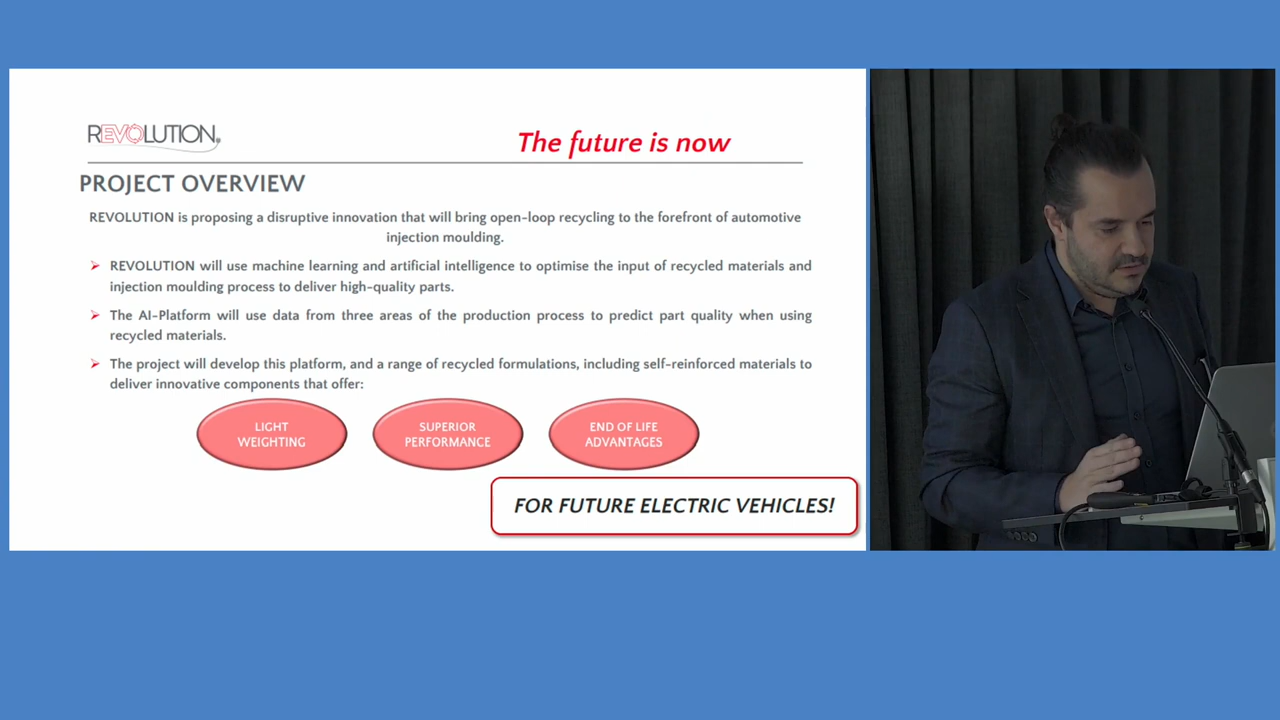 REVOLUTION
The future is now
PROJECT OVERVIEW
REVOLUTION is proposing a disruptive innovation that will bring open-loop recycling to the forefront of automotive
injection moulding.
REVOLUTION will use machine learning and artificial intelligence to optimise the input of recycled materials and
injection moulding process to deliver high-quality parts.
The AI-Platform will use data from three areas of the production process to predict part quality when using
recycled materials.
The project will develop this platform, and a range of recycled formulations, including self-reinforced materials to
deliver innovative components that offer:
LIGHT
WEIGHTING
SUPERIOR
PERFORMANCE
END OF LIFE
ADVANTAGES
FOR FUTURE ELECTRIC VEHICLES!